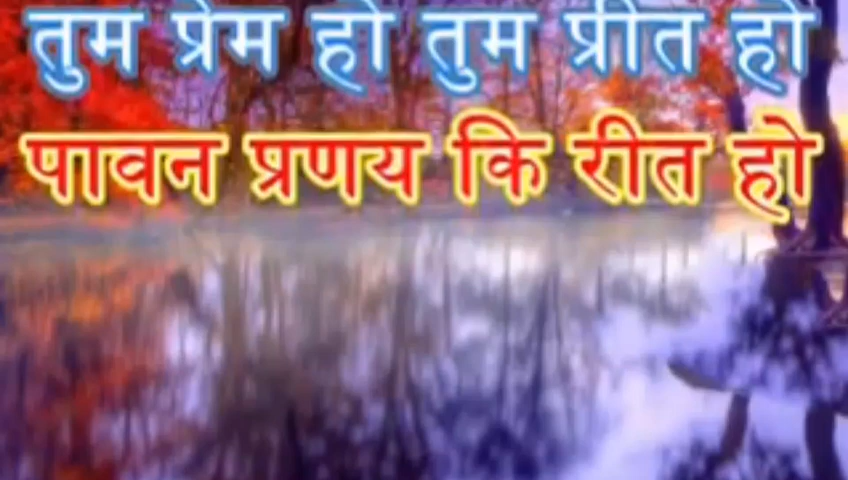 तुम प्रेम हो तुम प्रीत हो
पावन प्रणय कि रीत हो